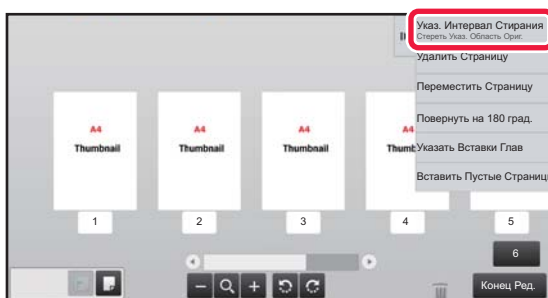 Указ. Интервал Стирания
Стереть Указ. Область Ориг.
Удалить Страницу
Переместить Страницу
Повернуть на 180 град.
Указать Вставки Глав
Вставить Пустые Страниц
A4
Thumbnail
A4
Thumbnail
A4
Thumbnail
A4
Thumb
1
2
3
4
5
6
Конец Ред.